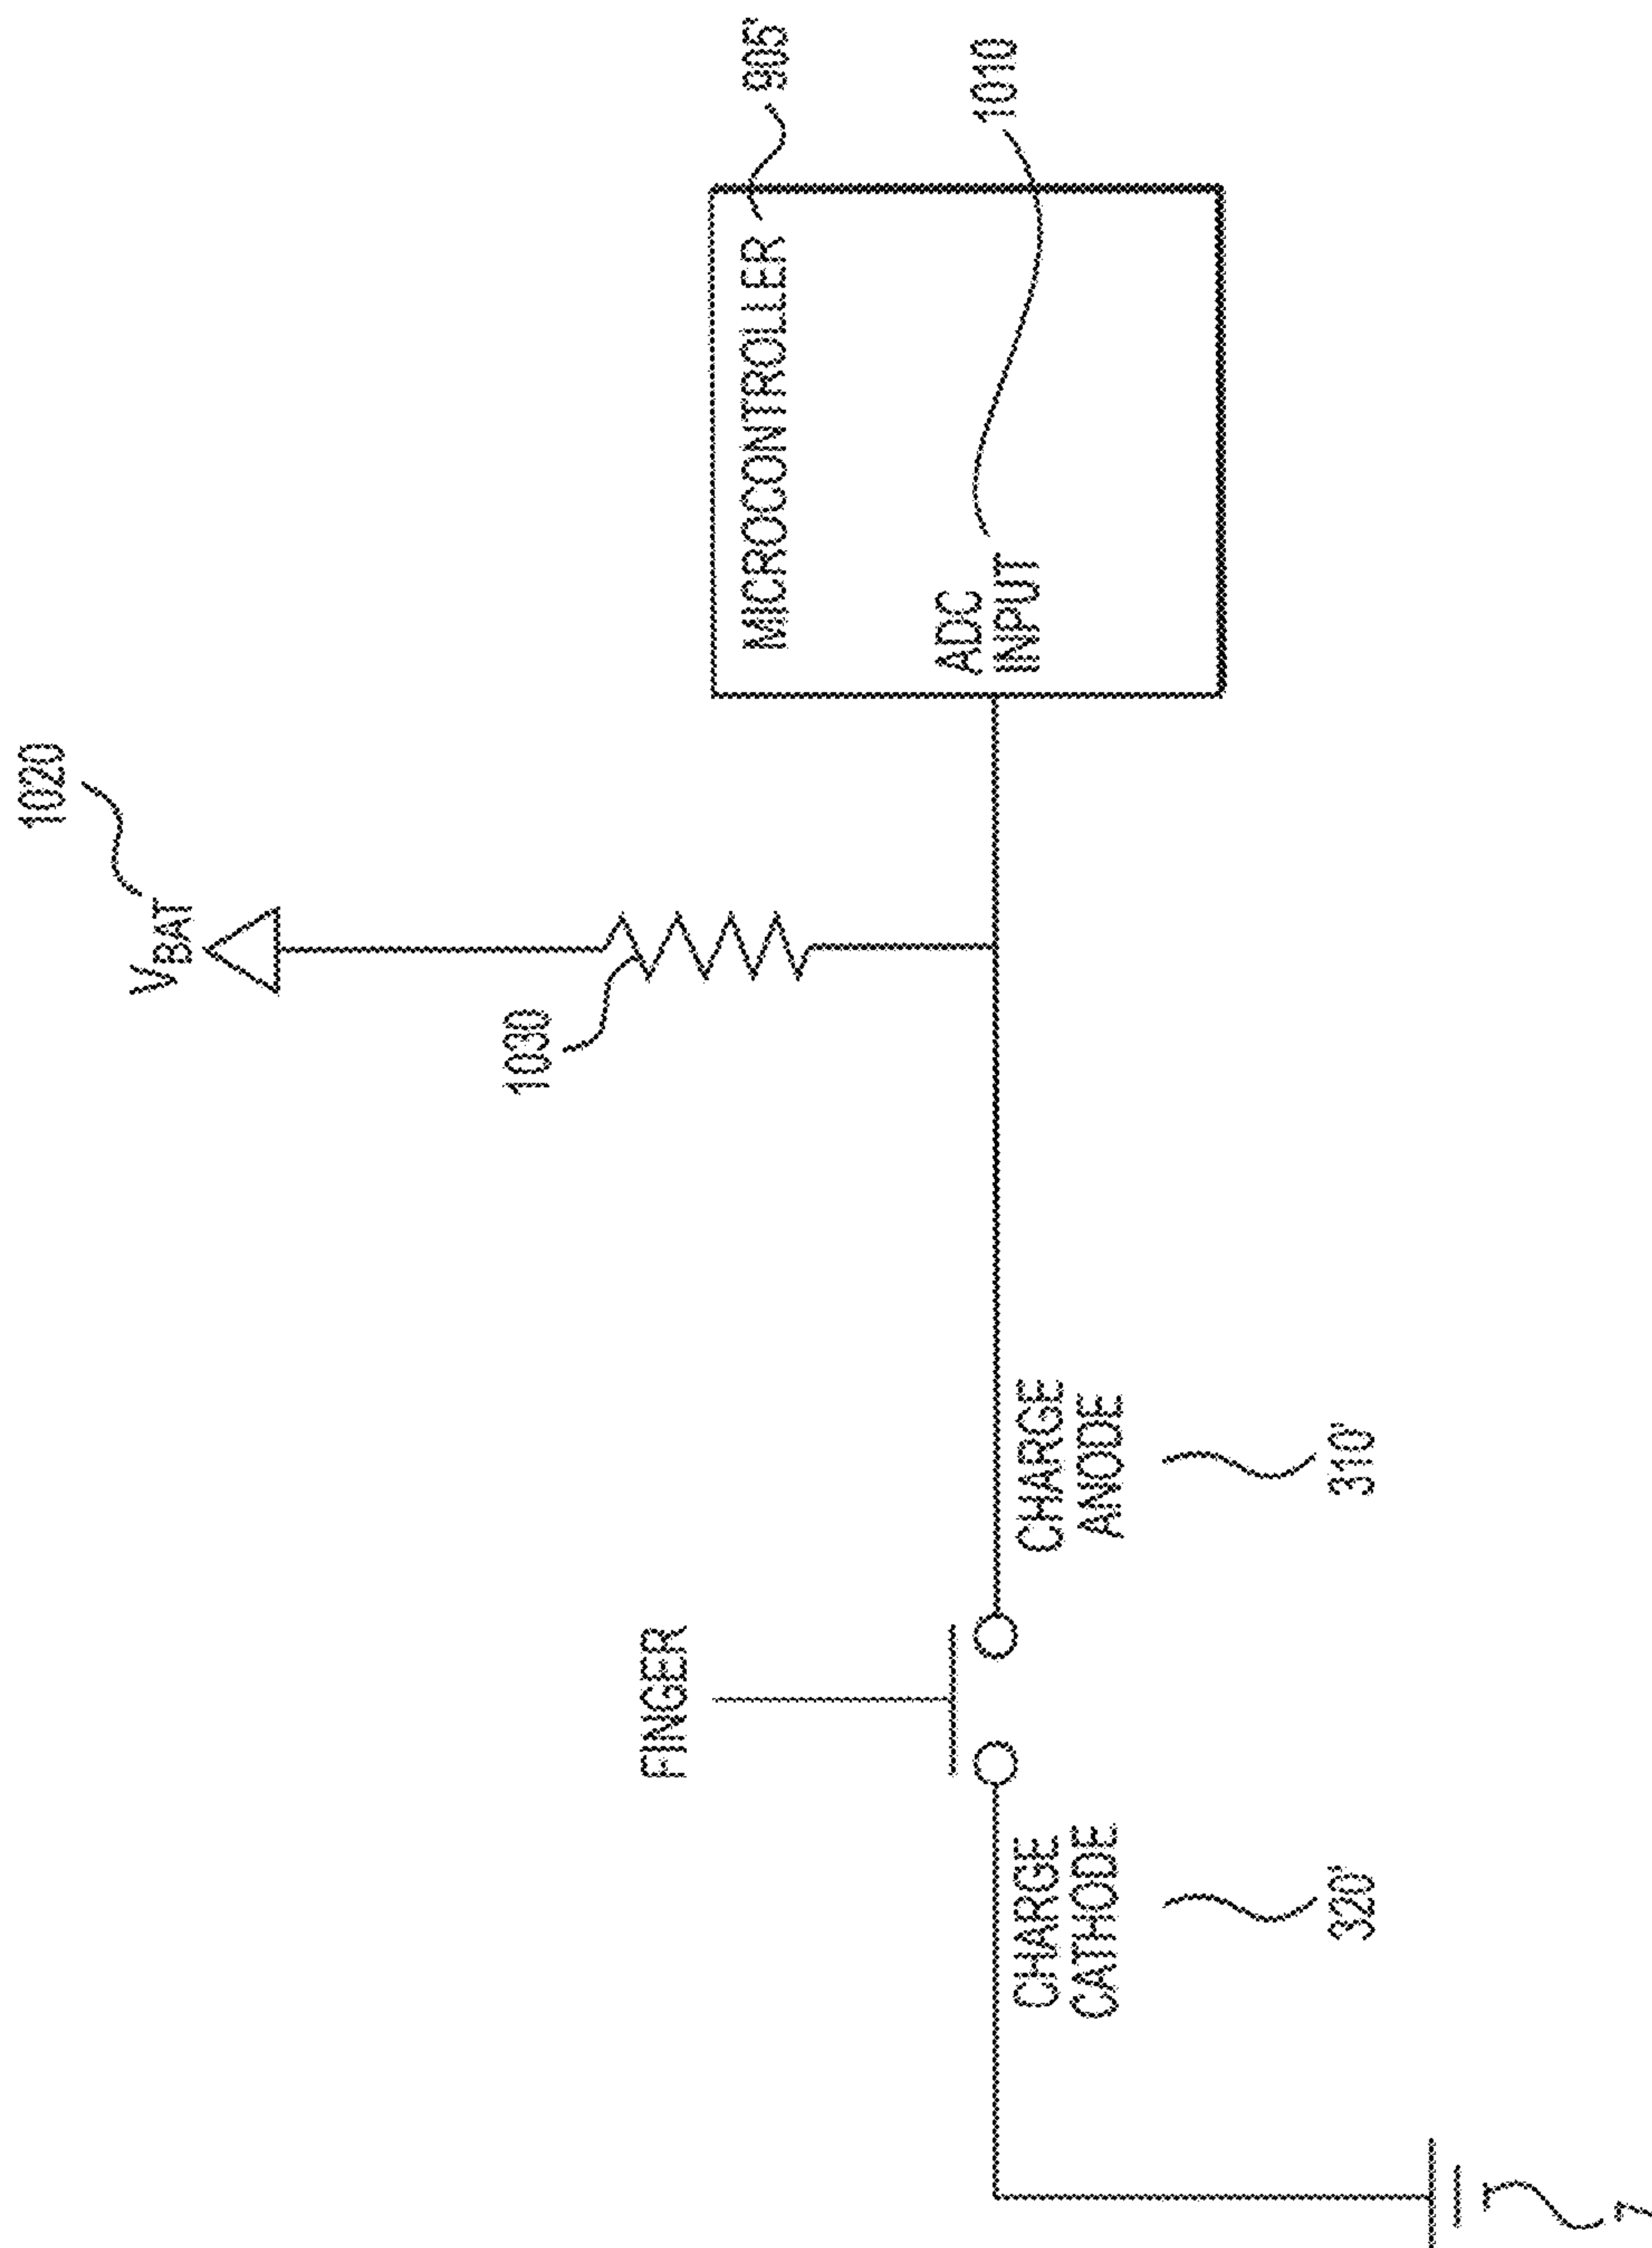 1020
VBAT
1030
FINGER
MICROCONTROLLER 905'
ADC
INPUT
1010
CHARGE
CATHODE
CHARGE
ANODE
320'
310'